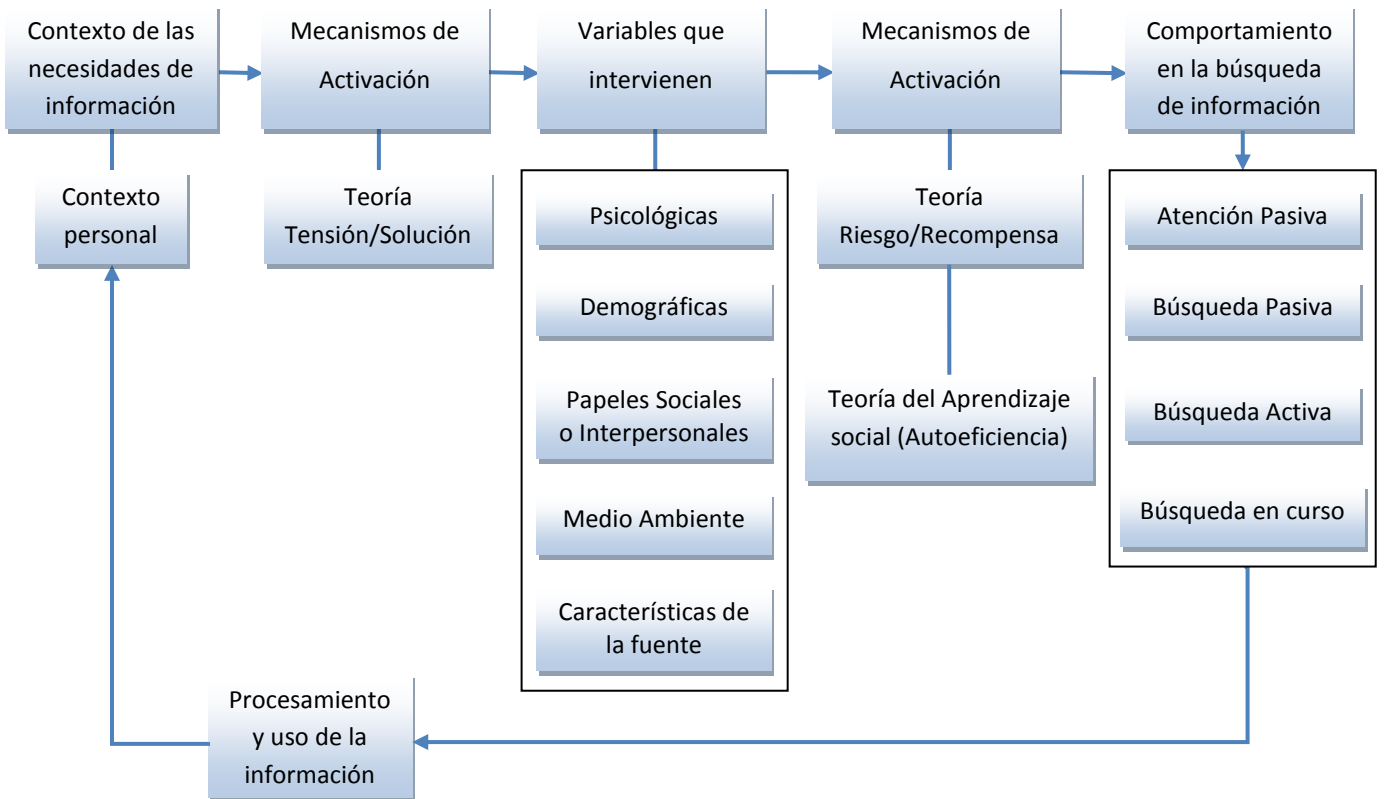 Contexto de las
necesidades de
información
Mecanismos de
Activación
Variables que
intervienen
Mecanismos de
Activación
Comportamiento
en la búsqueda
de información
Contexto
personal
Teoría
Tensión/Solución
Psicológicas
Demográficas
Papeles Sociales
o Interpersonales
Medio Ambiente
Características de
la fuente
Teoría
Riesgo/Recompensa
Teoría del Aprendizaje
social (Autoeficiencia)
Atención Pasiva
Búsqueda Pasiva
Búsqueda Activa
Búsqueda en curso
Procesamiento
y uso de la
información